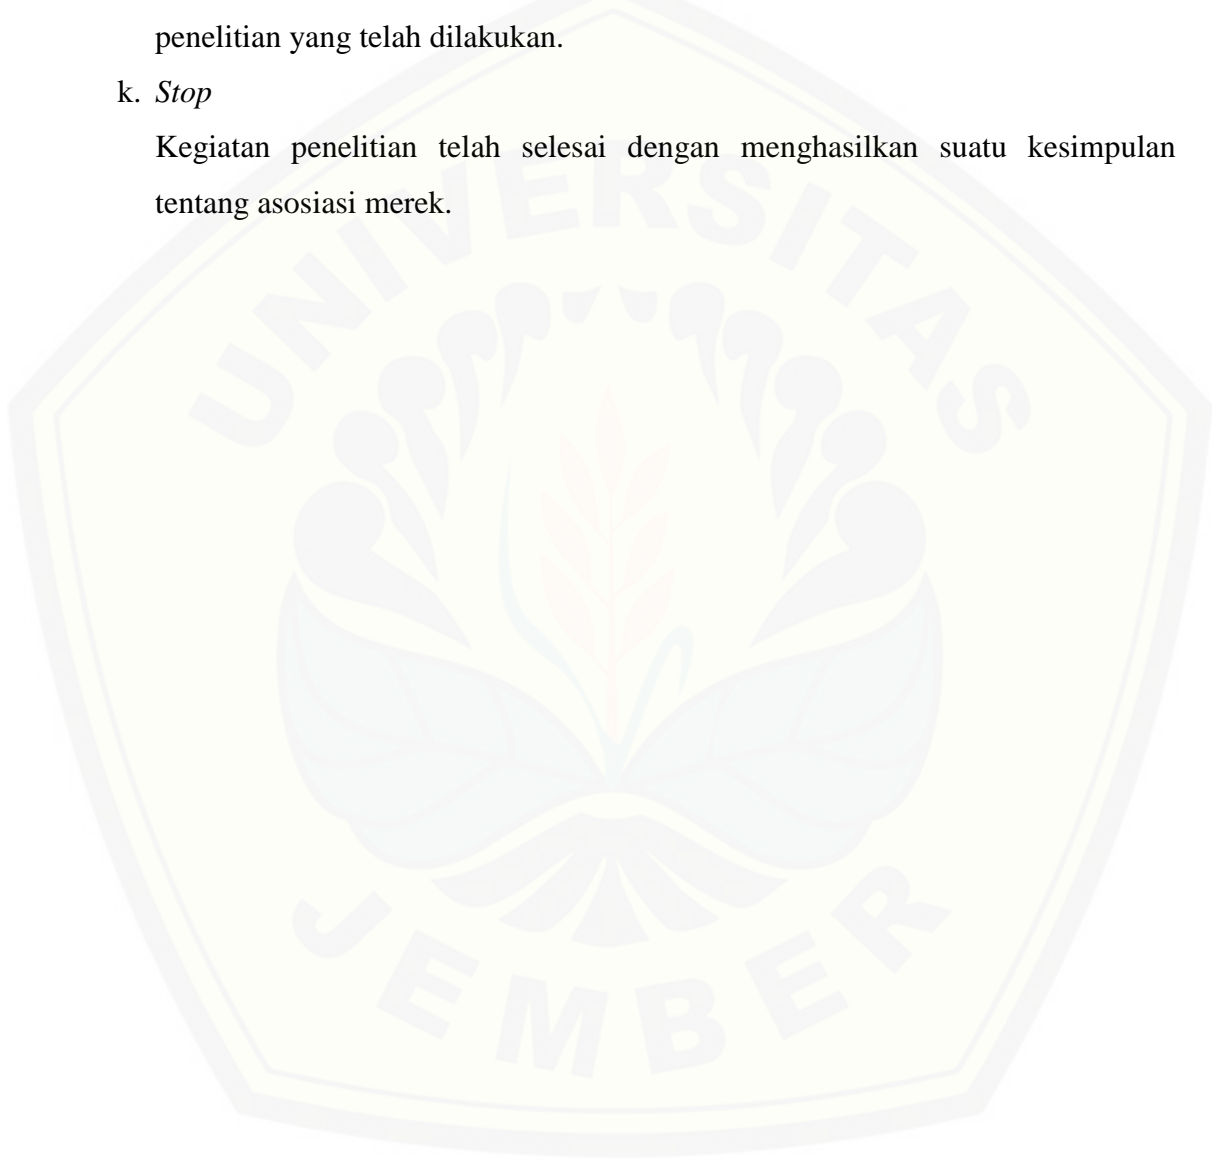 penelitian yang telah dilakukan.
k. Stop
Kegiatan penelitian telah selesai dengan menghasilkan suatu kesimpulan
tentang asosiasi merek.
UNIVERSITAS
JEMBER